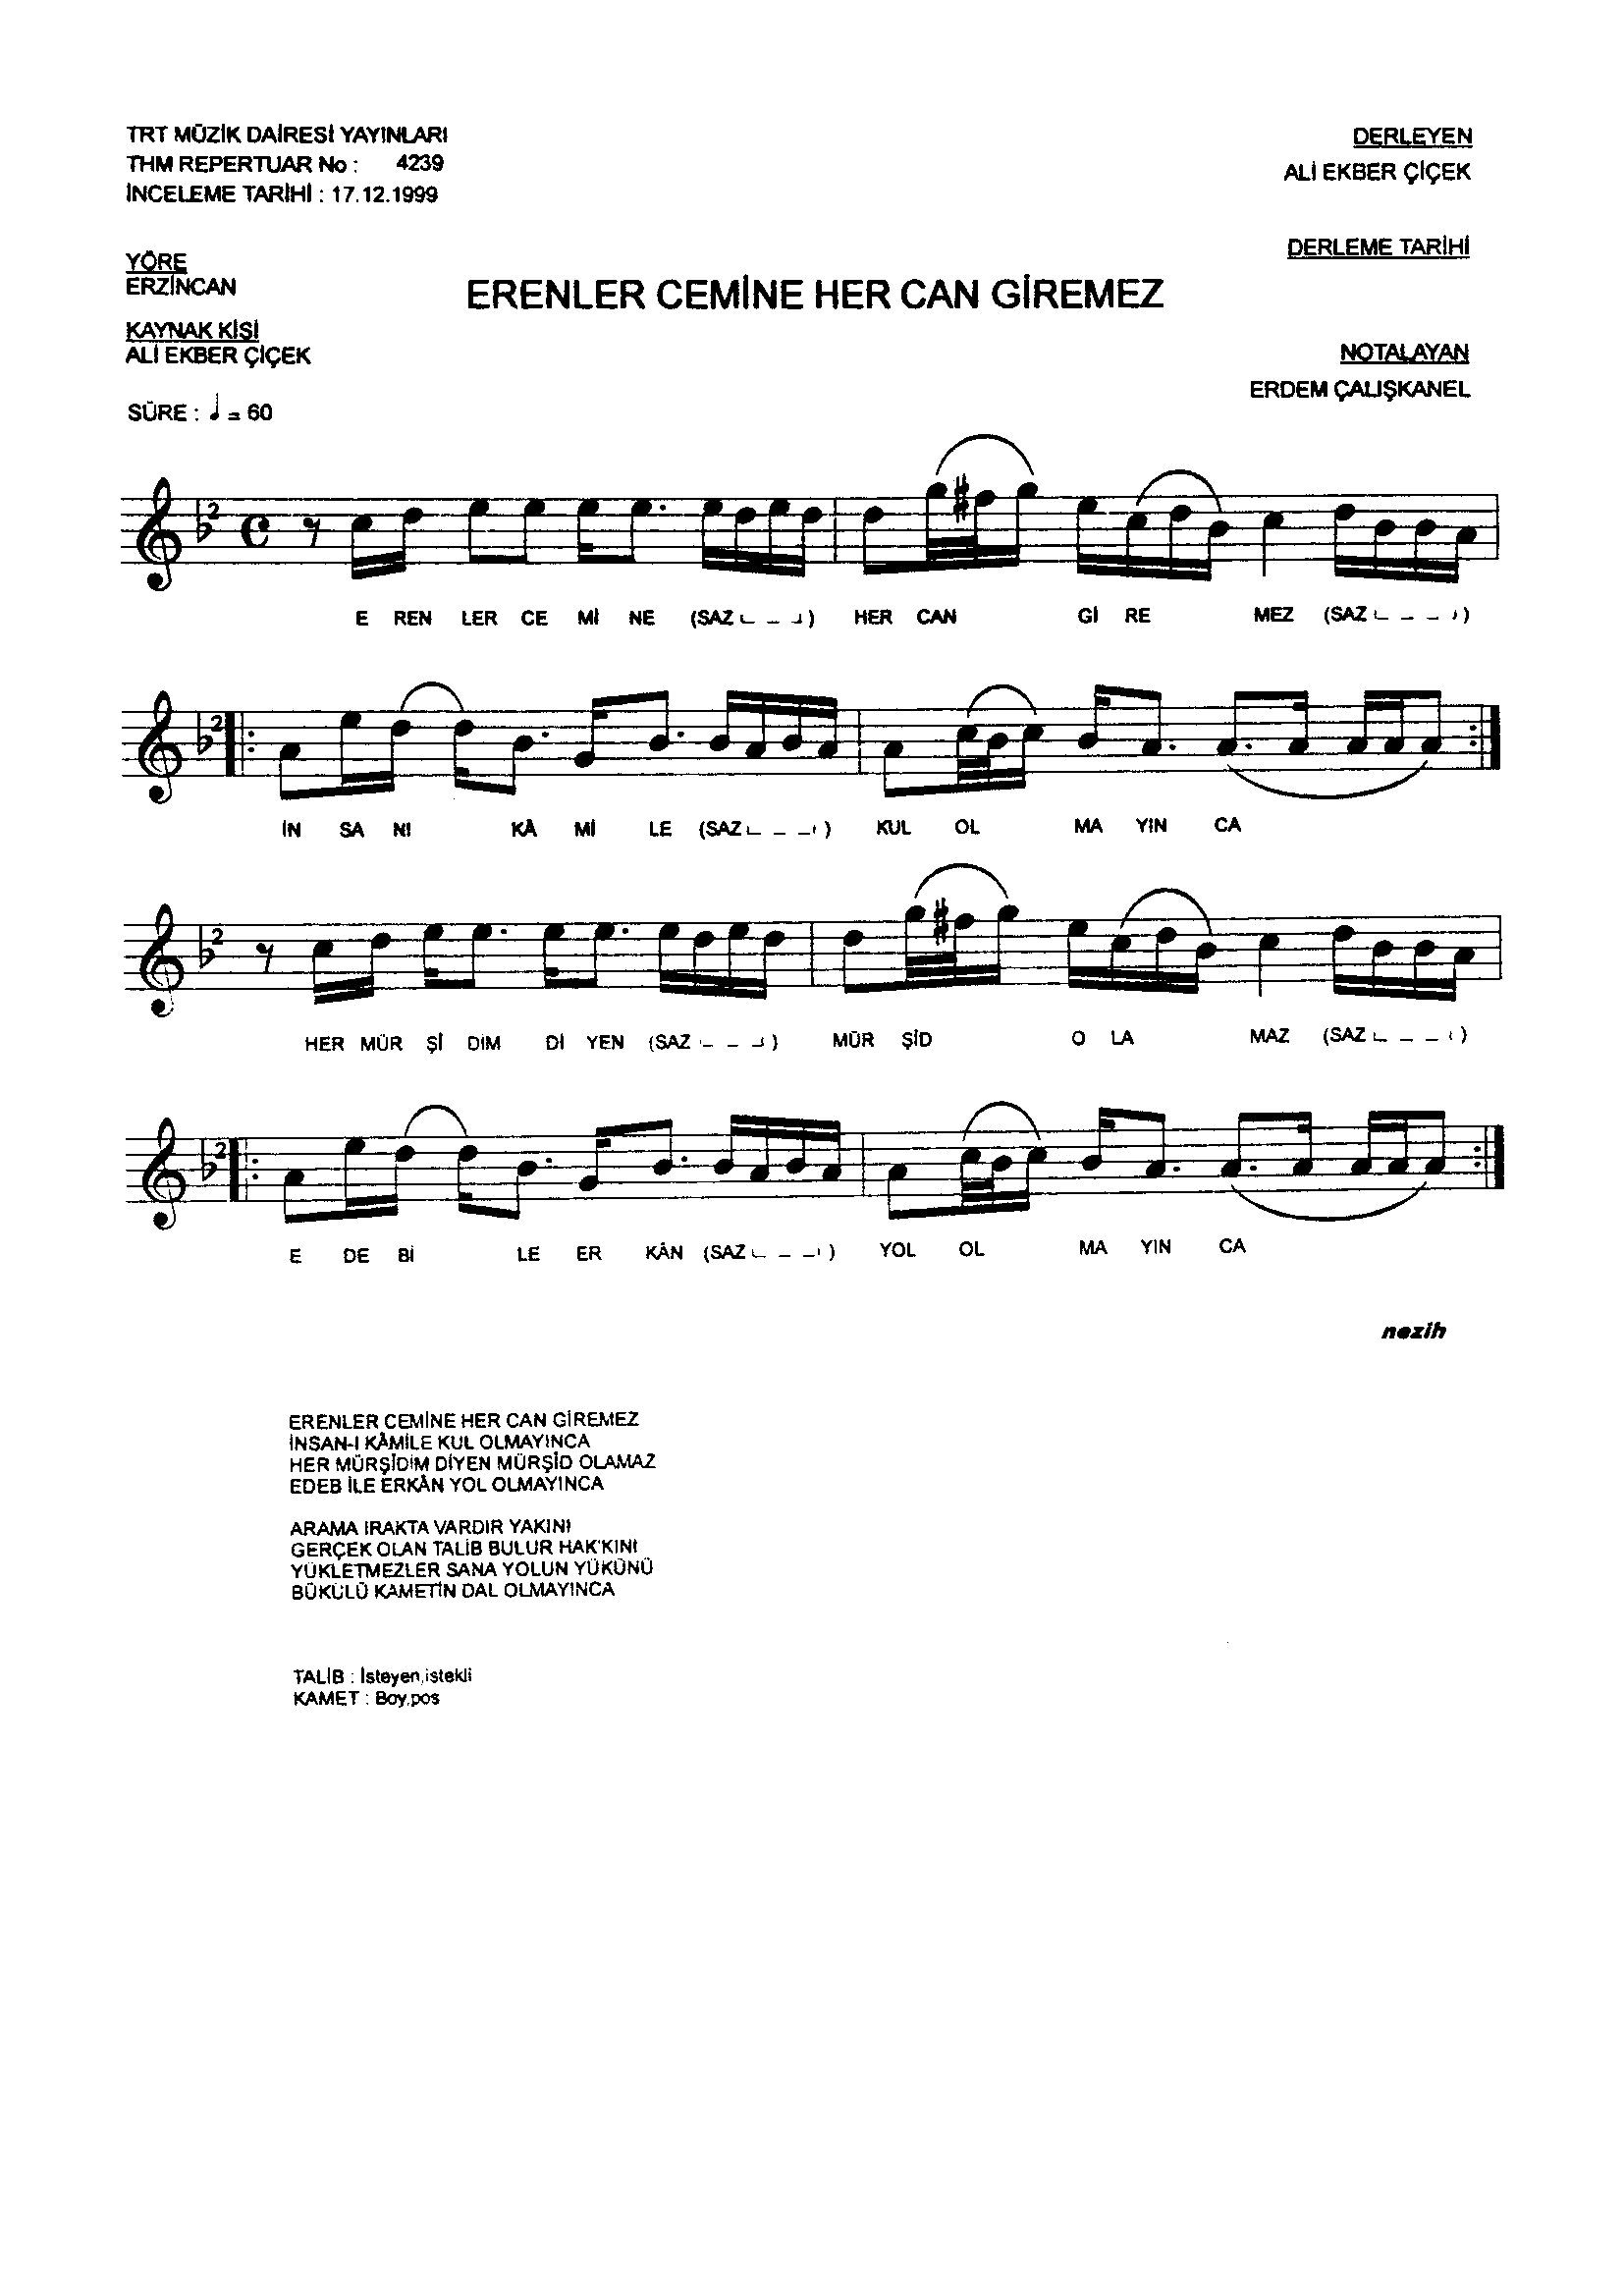 TRT MÜZİK DAİRESİ YAYINLARI
THM REPERTUAR No : 4239
İNCELEME TARİHİ : 17.12.1999
DERLEYEN
ALİ EKBER ÇİÇEK
DERLEME TARİHİ
YÖRE
ERZİNCAN
ERENLER CEMİNE HER CAN GİREMEZ
KAYNAK KİŞİ
ALİ EKBER ÇİÇEK
NOTALAYAN
ERDEM ÇALIŞKANEL
SÜRE : ♩ = 60
2
E REN LER CE Mİ NE (SAZ _ _ _ ) HER CAN Gİ RE MEZ (SAZ _ _ _ )
2
İN SA NI KÂ Mİ LE (SAZ _ _ _ ) KUL OL MA YIN CA
2
HER MÜR Şİ DİM Dİ YEN (SAZ _ _ _ ) MÜR ŞİD O LA MAZ (SAZ _ _ _ )
2
E DE Bİ LE ER KÂN (SAZ _ _ _ ) YOL OL MA YIN CA
nezih
ERENLER CEMİNE HER CAN GİREMEZ
İNSAN-I KÂMİLE KUL OLMAYINCA
HER MÜRŞİDİM DİYEN MÜRŞİD OLAMAZ
EDEB İLE ERKÂN YOL OLMAYINCA
ARAMA IRAKTA VARDIR YAKINI
GERÇEK OLAN TALİB BULUR HAK'KINI
YÜKLETMEZLER SANA YOLUN YÜKÜNÜ
BÜKÜLÜ KAMETİN DAL OLMAYINCA
TALİB : İsteyen,istekli
KAMET : Boy,pos